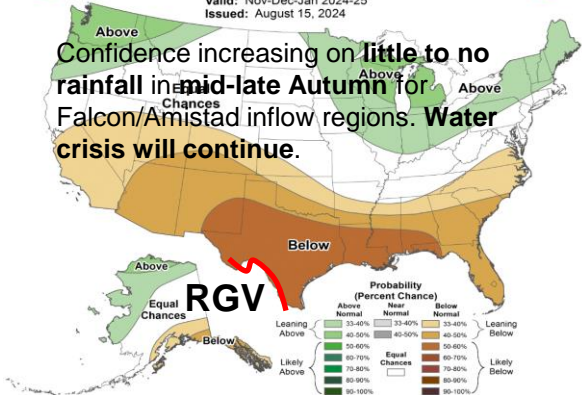 Valid: Nov-Dec-Jan 2024-25
Issued: August 15, 2024
Above
Confidence increasing on little to no
rainfall in mid-late Autumn for
Falcon/Amistad inflow regions. Water
crisis will continue.
Equal
Chances
Above
Above
Below
Above
Equal
Chances
Below
RGV
Probability
(Percent Chance)
Above
Normal
Near
Normal
Below
Normal
Leaning
Above
33-40%
33-40%
33-40%
Leaning
Below
40-50%
40-50%
40-50%
Likely
Above
50-60%
Equal
Chances
50-60%
Likely
Below
60-70%
60-70%
70-80%
70-80%
80-90%
80-90%
90-100%
90-100%